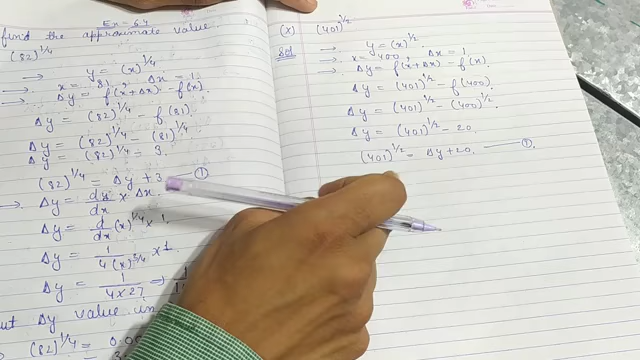 Ex-6.4
find the approximate value.
(82)^1/4
→ y = (x)^1/4
→ x = 81, Δx = 1
→ Δy = f(x+Δx) - f(x).
Δy = (82)^1/4 - f(81)
Δy = (82)^1/4 - (81)^1/4
Δy = (82)^1/4 - 3.
(82)^1/4 = Δy + 3 — ①
→ Δy = dy/dx × Δx.
Δy = d/dx (x)^1/4 × 1.
Δy = 1/4(x)^3/4 × 1
Δy = 1/4×27 ⇒
Δy value in
(82)^1/4 = 0.00
(X) (401)^1/2
Sol → y = (x)^1/2
→ x = 400, Δx = 1
→ Δy = f(x+Δx) - f(x).
Δy = (401)^1/2 - f(400).
Δy = (401)^1/2 - (400)^1/2.
Δy = (401)^1/2 - 20.
(401)^1/2 = Δy + 20. — ①.